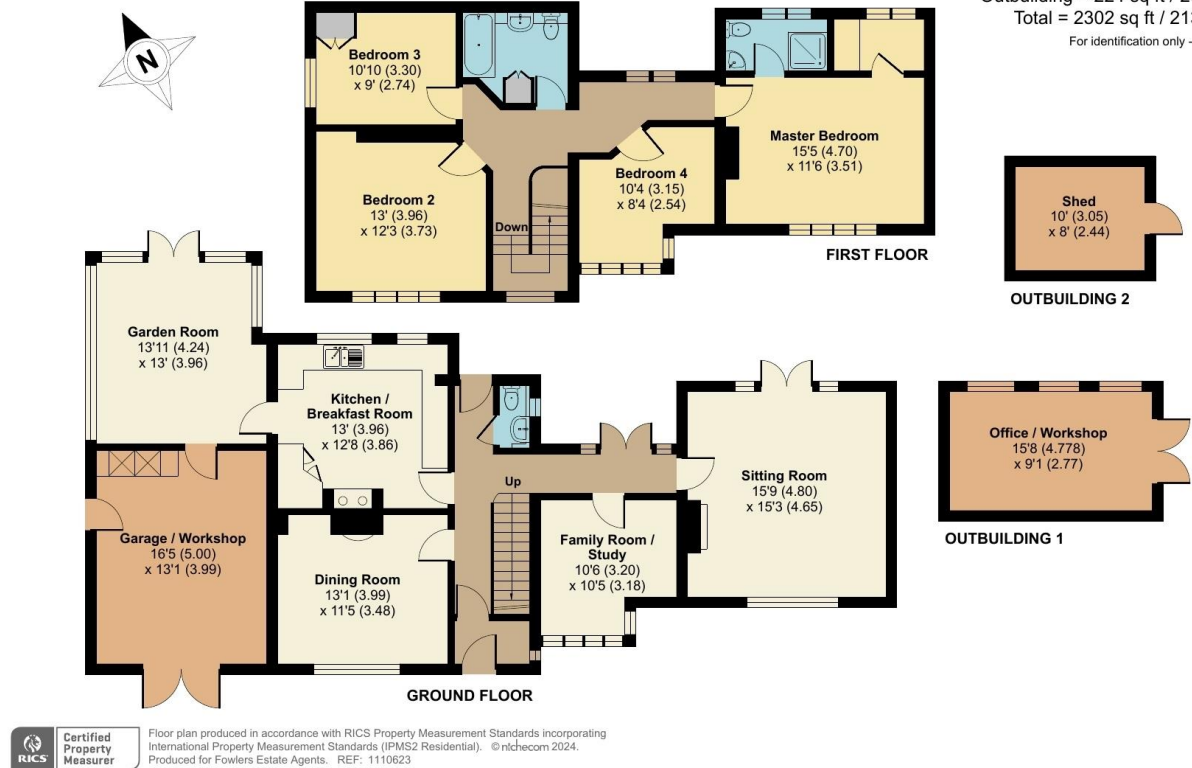 Outbuilding = 221 sq ft / 2
Total = 2302 sq ft / 21
For identification only -
N
Bedroom 3
10'10 (3.30)
x 9' (2.74)
Master Bedroom
15'5 (4.70)
x 11'6 (3.51)
Bedroom 4
10'4 (3.15)
x 8'4 (2.54)
Bedroom 2
13' (3.96)
x 12'3 (3.73)
Down
FIRST FLOOR
Shed
10' (3.05)
x 8' (2.44)
OUTBUILDING 2
Garden Room
13'11 (4.24)
x 13' (3.96)
Kitchen /
Breakfast Room
13' (3.96)
x 12'8 (3.86)
Up
Sitting Room
15'9 (4.80)
x 15'3 (4.65)
Office / Workshop
15'8 (4.778)
x 9'1 (2.77)
OUTBUILDING 1
Garage / Workshop
16'5 (5.00)
x 13'1 (3.99)
Dining Room
13'1 (3.99)
x 11'5 (3.48)
Family Room /
Study
10'6 (3.20)
x 10'5 (3.18)
GROUND FLOOR
RICS
Certified
Property
Measurer
Floor plan produced in accordance with RICS Property Measurement Standards incorporating
International Property Measurement Standards (IPMS2 Residential). © nichecom 2024.
Produced for Fowlers Estate Agents. REF: 1110623